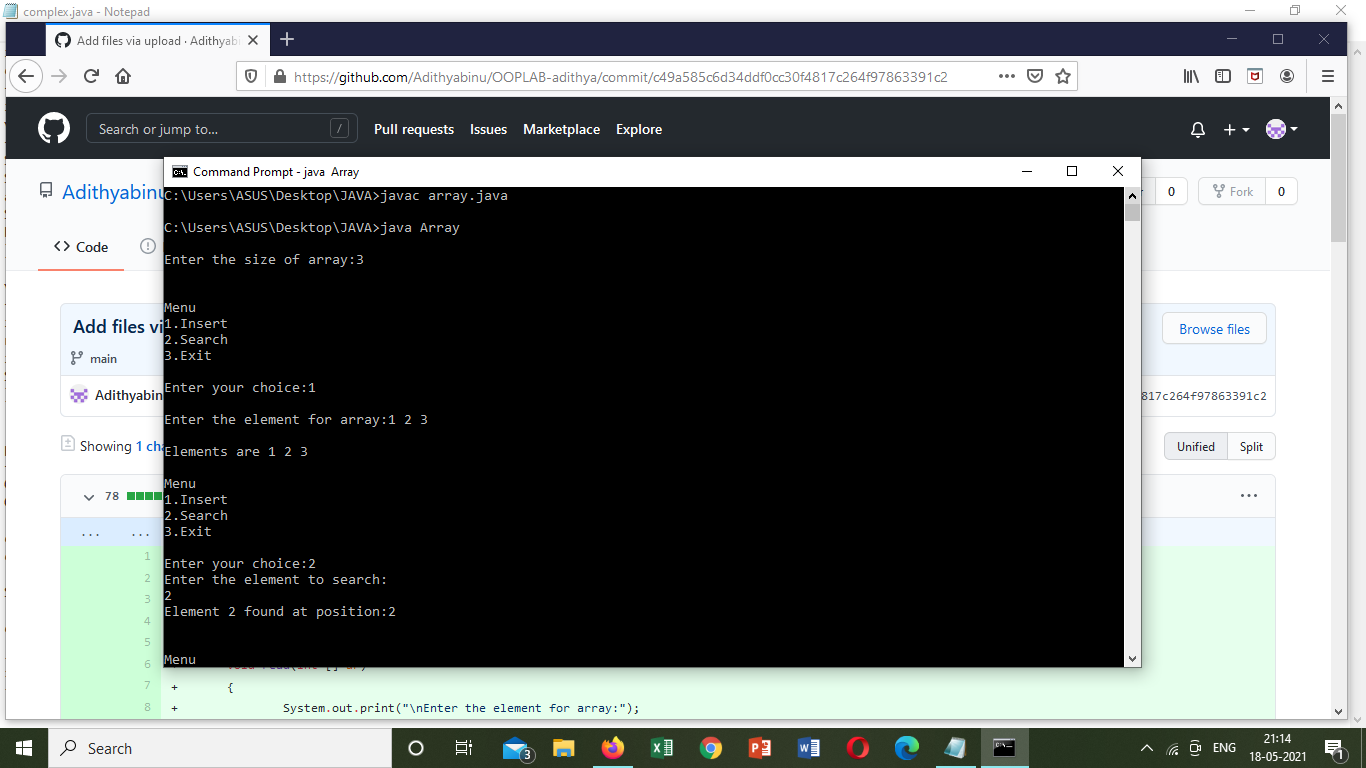 complex.java - Notepad
Add files via upload · Adithyabi
https://github.com/Adithyabinu/OOPLAB-adithya/commit/c49a585c6d34ddf0cc30f4817c264f97863391c2
Search or jump to...
/
Pull requests Issues Marketplace Explore
Command Prompt - java Array
C:\Users\ASUS\Desktop\JAVA>javac array.java
C:\Users\ASUS\Desktop\JAVA>java Array
Enter the size of array:3
Menu
1.Insert
2.Search
3.Exit
Enter your choice:1
Enter the element for array:1 2 3
Elements are 1 2 3
Menu
1.Insert
2.Search
3.Exit
Enter your choice:2
Enter the element to search:
2
Element 2 found at position:2
Menu
Adithyabinu
0
Fork 0
Code
Add files vi
Browse files
main
Adithyabin
817c264f97863391c2
Showing 1 cha
Unified Split
78
... ...
1
2
3
4
5
6
7 + {
8 + System.out.print("\nEnter the element for array:");
Search
3
ENG
21:14
18-05-2021
1